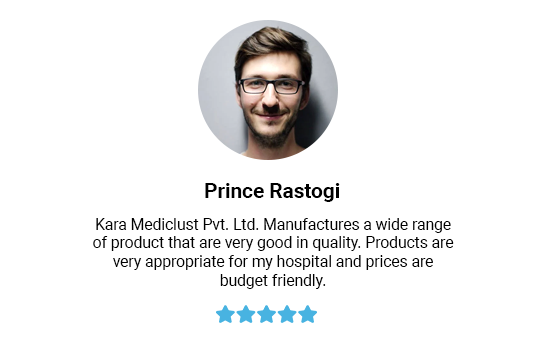 Prince Rastogi
Kara Mediclust Pvt. Ltd. Manufactures a wide range
of product that are very good in quality. Products are
very appropriate for my hospital and prices are
budget friendly.